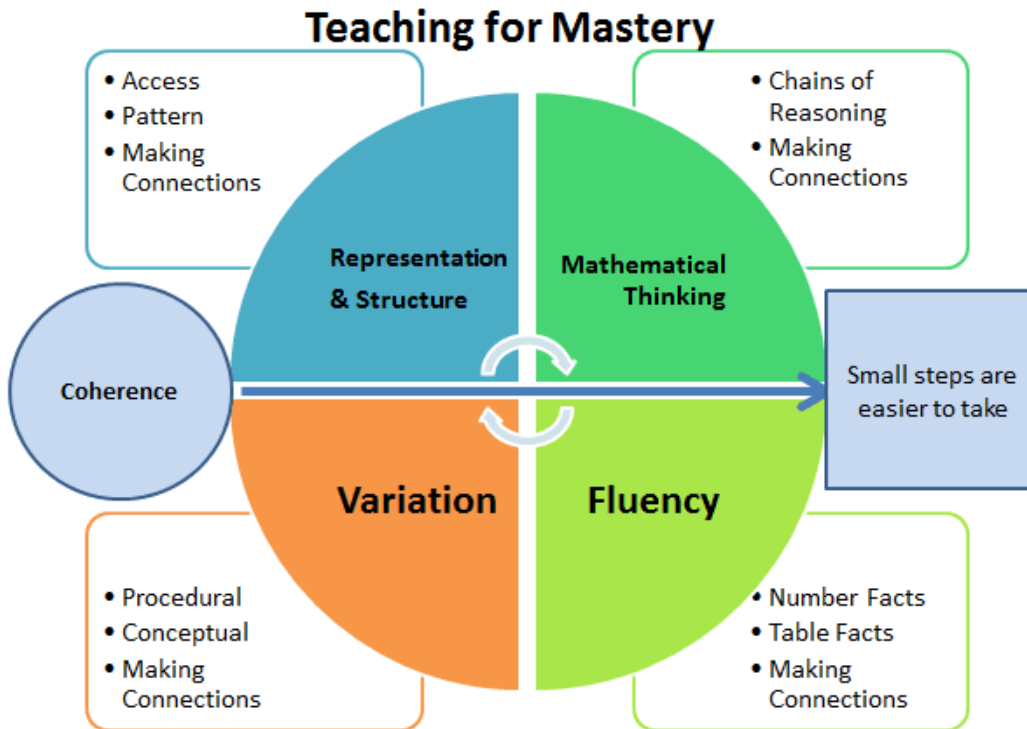 Teaching for Mastery
• Access
• Pattern
• Making
Connections
• Chains of
Reasoning
• Making
Connections
Representation
& Structure
Mathematical
Thinking
Coherence
Small steps are
easier to take
Variation
Fluency
• Procedural
• Conceptual
• Making
Connections
• Number Facts
• Table Facts
• Making
Connections